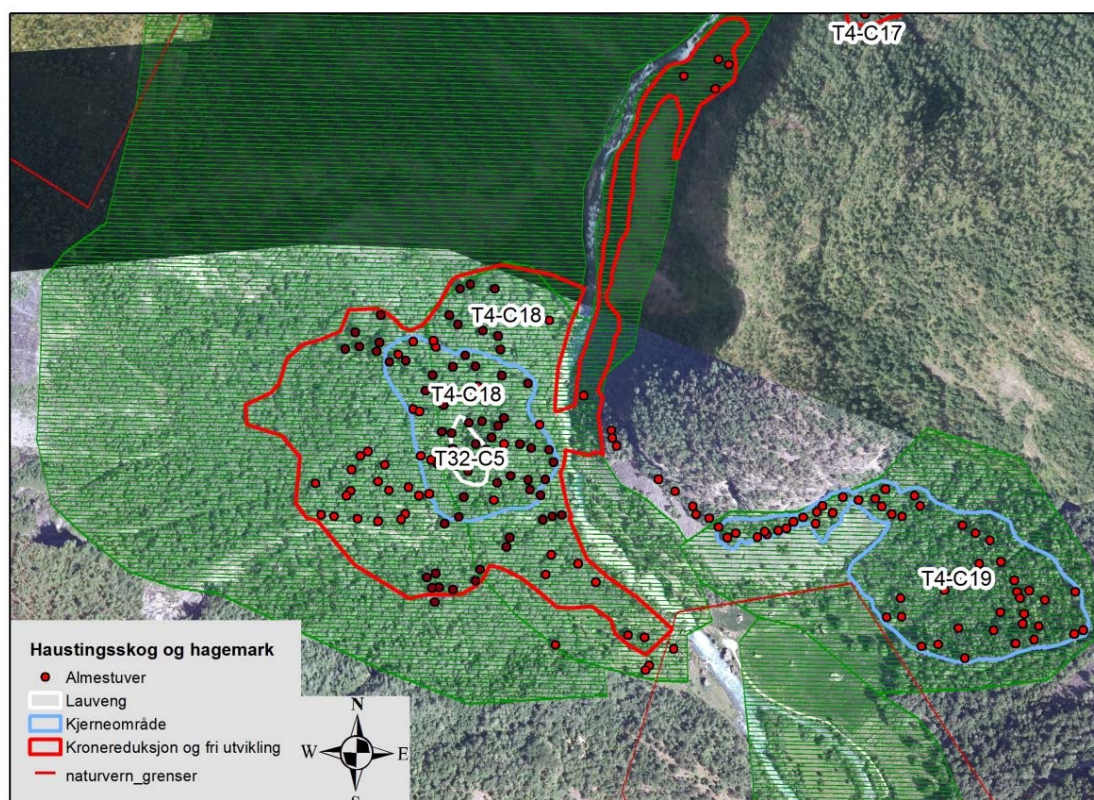 T4-C17
T4-C18
T4-C18
T32-C5
T4-C19
Haustingsskog og hagemark
Almestuver
Lauveng
Kjerneområde
Kronereduksjon og fri utvikling
naturvern_grenser
N
W
E
S